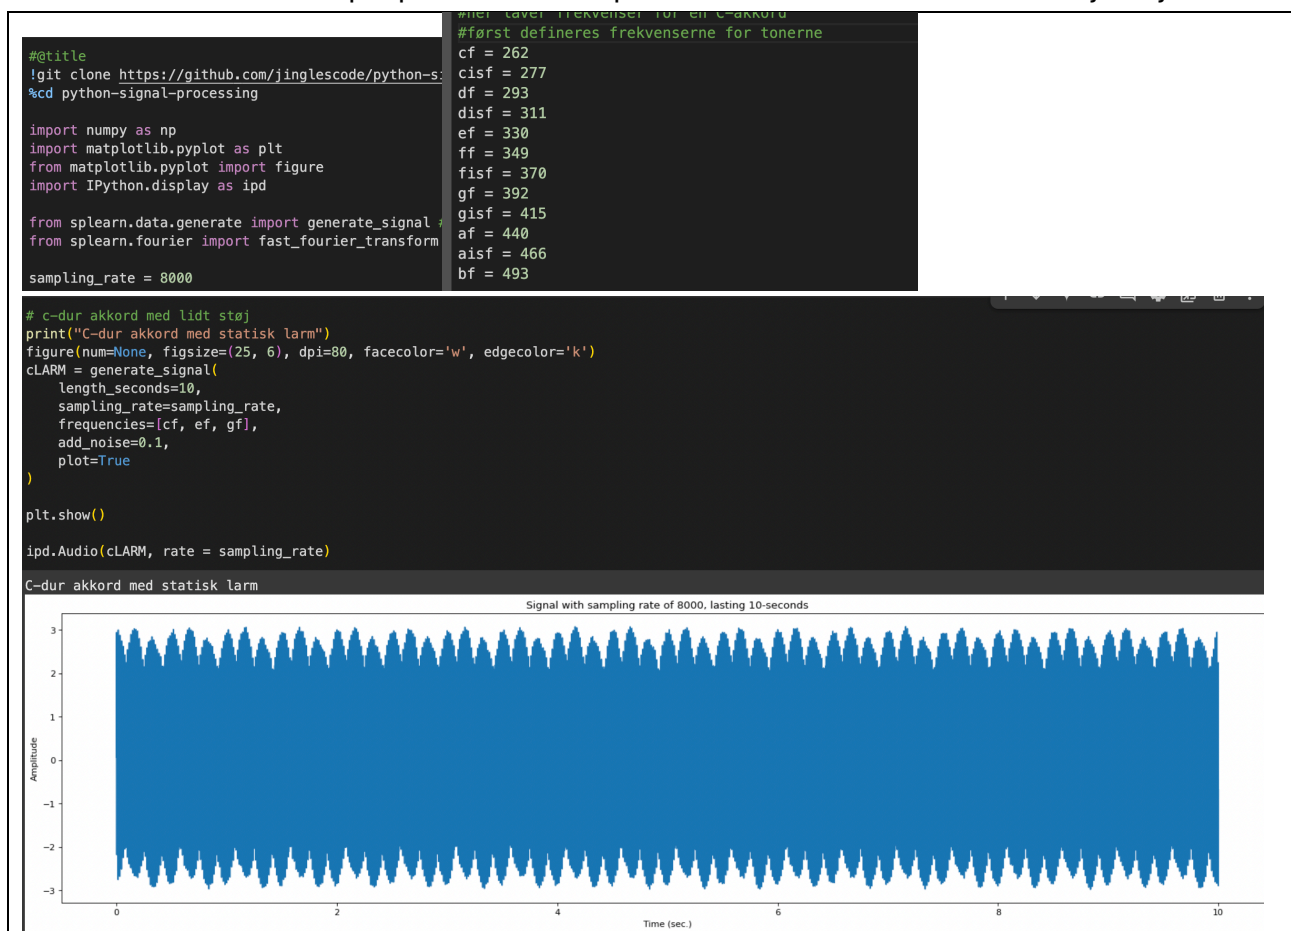 #@title
!git clone https://github.com/jinglescode/python-si
%cd python-signal-processing
import numpy as np
import matplotlib.pyplot as plt
from matplotlib.pyplot import figure
import IPython.display as ipd
from splearn.data.generate import generate_signal #
from splearn.fourier import fast_fourier_transform
sampling_rate = 8000
#her laver frekvenser for en C-akkord
#først defineres frekvenserne for tonerne
cf = 262
cisf = 277
df = 293
disf = 311
ef = 330
ff = 349
fisf = 370
gf = 392
gisf = 415
af = 440
aisf = 466
bf = 493
# c-dur akkord med lidt støj
print("C-dur akkord med statisk larm")
figure(num=None, figsize=(25, 6), dpi=80, facecolor='w', edgecolor='k')
cLARM = generate_signal(
length_seconds=10,
sampling_rate=sampling_rate,
frequencies=[cf, ef, gf],
add_noise=0.1,
plot=True
)
plt.show()
ipd.Audio(cLARM, rate = sampling_rate)
C-dur akkord med statisk larm
Signal with sampling rate of 8000, lasting 10-seconds
Amplitude
3
2
1
0
−1
−2
−3
0 2 4 6 8 10
Time (sec.)